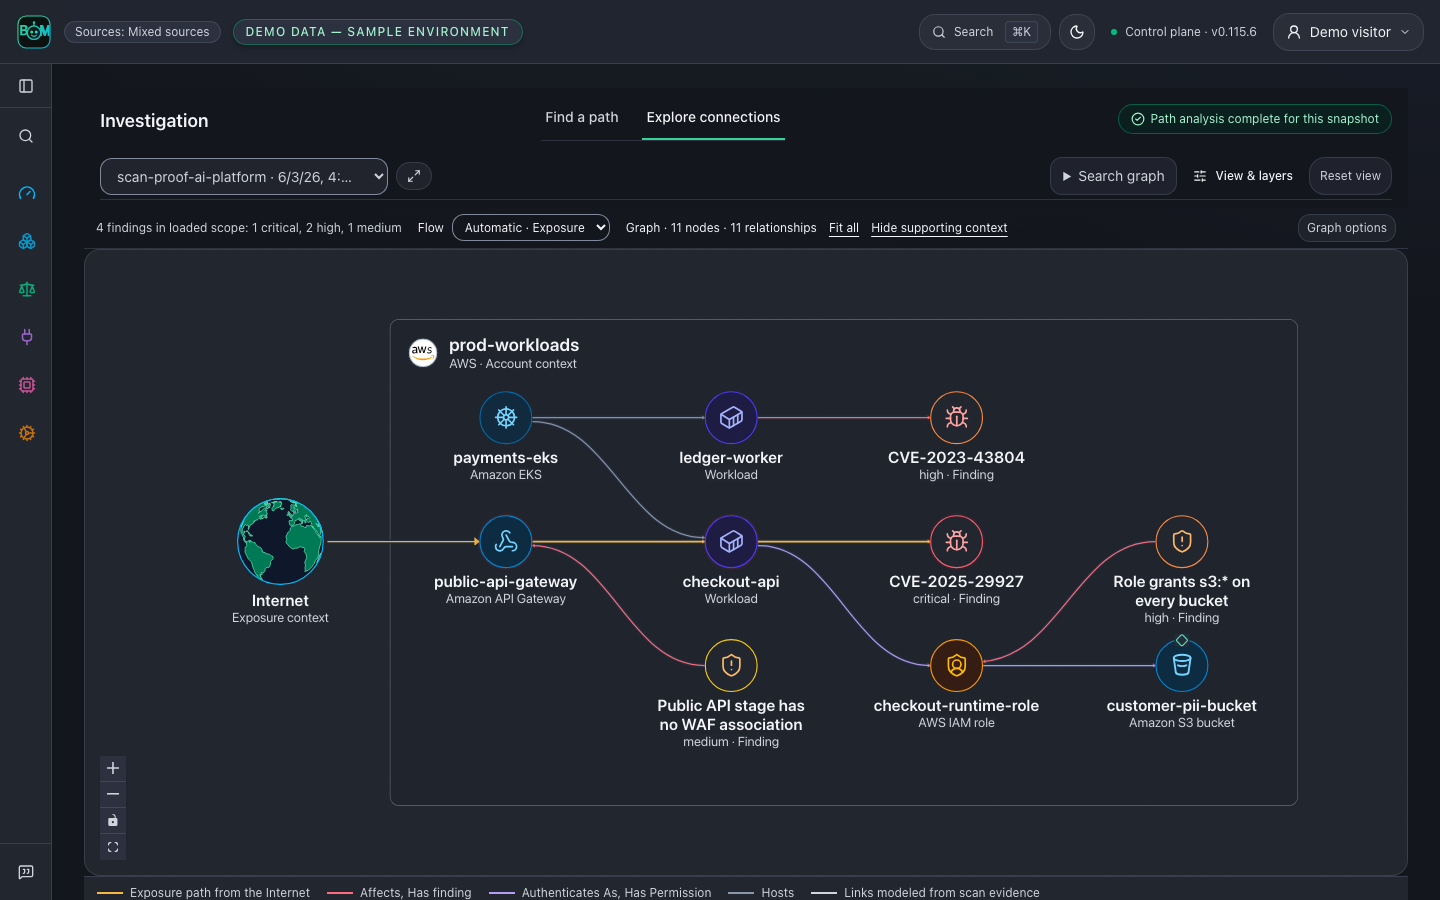 BOM
Sources: Mixed sources
DEMO DATA — SAMPLE ENVIRONMENT
Search ⌘K
Control plane · v0.115.6
Demo visitor
Investigation
Find a path
Explore connections
Path analysis complete for this snapshot
scan-proof-ai-platform · 6/3/26, 4:...
Search graph
View & layers
Reset view
4 findings in loaded scope: 1 critical, 2 high, 1 medium
Flow
Automatic · Exposure
Graph · 11 nodes · 11 relationships
Fit all
Hide supporting context
Graph options
aws
prod-workloads
AWS · Account context
payments-eks
Amazon EKS
ledger-worker
Workload
CVE-2023-43804
high · Finding
Internet
Exposure context
public-api-gateway
Amazon API Gateway
checkout-api
Workload
CVE-2025-29927
critical · Finding
Role grants s3:* on
every bucket
high · Finding
Public API stage has
no WAF association
medium · Finding
checkout-runtime-role
AWS IAM role
customer-pii-bucket
Amazon S3 bucket
Exposure path from the Internet
Affects, Has finding
Authenticates As, Has Permission
Hosts
Links modeled from scan evidence